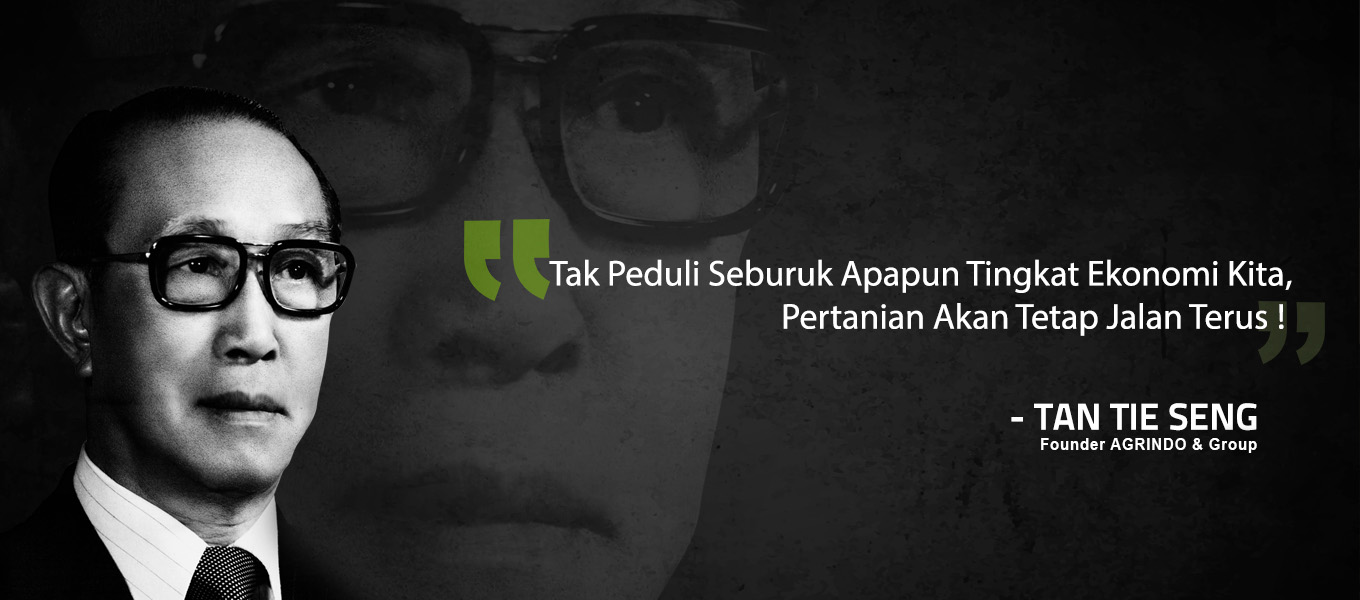 “Tak Peduli Seburuk Apapun Tingkat Ekonomi Kita,
Pertanian Akan Tetap Jalan Terus !”
- TAN TIE SENG
Founder AGRINDO & Group